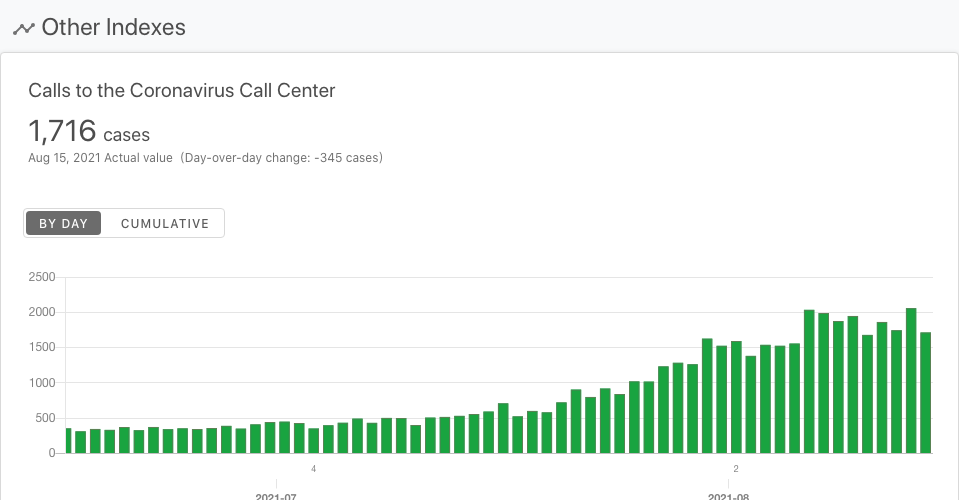 Other Indexes
Calls to the Coronavirus Call Center
1,716 cases
Aug 15, 2021 Actual value (Day-over-day change: -345 cases)
BY DAY CUMULATIVE
2500
2000
1500
1000
500
0
4 2
2021-07 2021-08